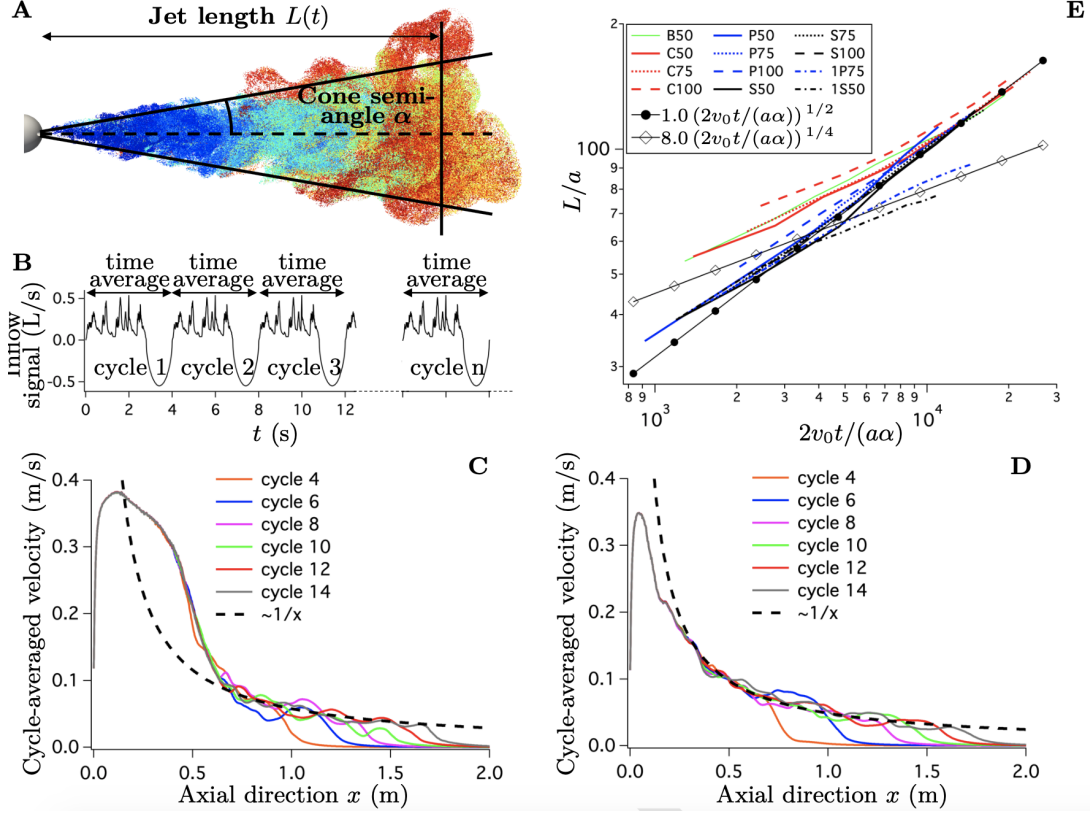 A
Jet length L(t)
Cone semi-
angle α
B
time
average
time
average
time
average
time
average
Inflow
signal (L/s)
0.5
0.0
-0.5
cycle 1
cycle 2
cycle 3
cycle n
0 2 4 6 8 10 12
t (s)
E
B50 P50 S75
C50 P75 S100
C75 P100 1P75
C100 S50 1S50
1.0 (2v₀t/(aα))^1/2
8.0 (2v₀t/(aα))^1/4
L/a
2
100
9
8
7
6
5
4
3
8 9 10³ 2 3 4 5 6 7 8 9 10⁴ 2 3
2v₀t/(aα)
C
cycle 4
cycle 6
cycle 8
cycle 10
cycle 12
cycle 14
~1/x
Cycle-averaged velocity (m/s)
0.4
0.3
0.2
0.1
0.0
0.0 0.5 1.0 1.5 2.0
Axial direction x (m)
D
cycle 4
cycle 6
cycle 8
cycle 10
cycle 12
cycle 14
~1/x
Cycle-averaged velocity (m/s)
0.4
0.3
0.2
0.1
0.0
0.0 0.5 1.0 1.5 2.0
Axial direction x (m)